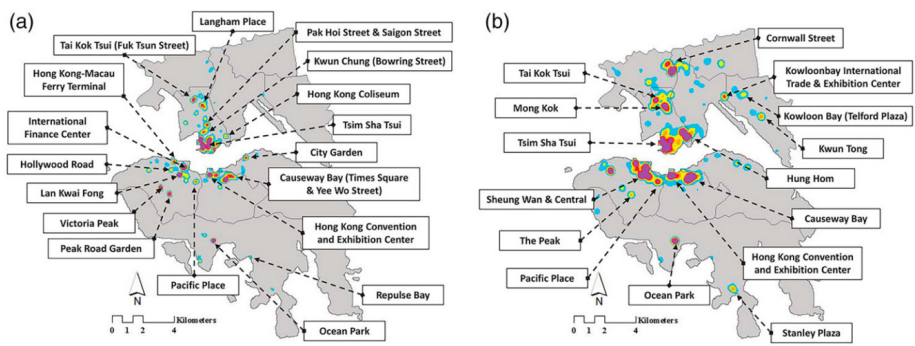 (a)
Langham Place
Pak Hoi Street & Saigon Street
Tai Kok Tsui (Fuk Tsun Street)
Kwun Chung (Bowring Street)
Hong Kong-Macau
Ferry Terminal
Hong Kong Coliseum
International
Finance Center
Tsim Sha Tsui
City Garden
Hollywood Road
Causeway Bay (Times Square
& Yee Wo Street)
Lan Kwai Fong
Victoria Peak
Hong Kong Convention
and Exhibition Center
Peak Road Garden
Pacific Place
Repulse Bay
Ocean Park
N
Kilometers
0 1 2 4
(b)
Cornwall Street
Tai Kok Tsui
Kowloonbay International
Trade & Exhibition Center
Mong Kok
Kowloon Bay (Telford Plaza)
Tsim Sha Tsui
Kwun Tong
Hung Hom
Sheung Wan & Central
Causeway Bay
The Peak
Hong Kong Convention
and Exhibition Center
Pacific Place
Ocean Park
Stanley Plaza
N
Kilometers
0 1 2 4